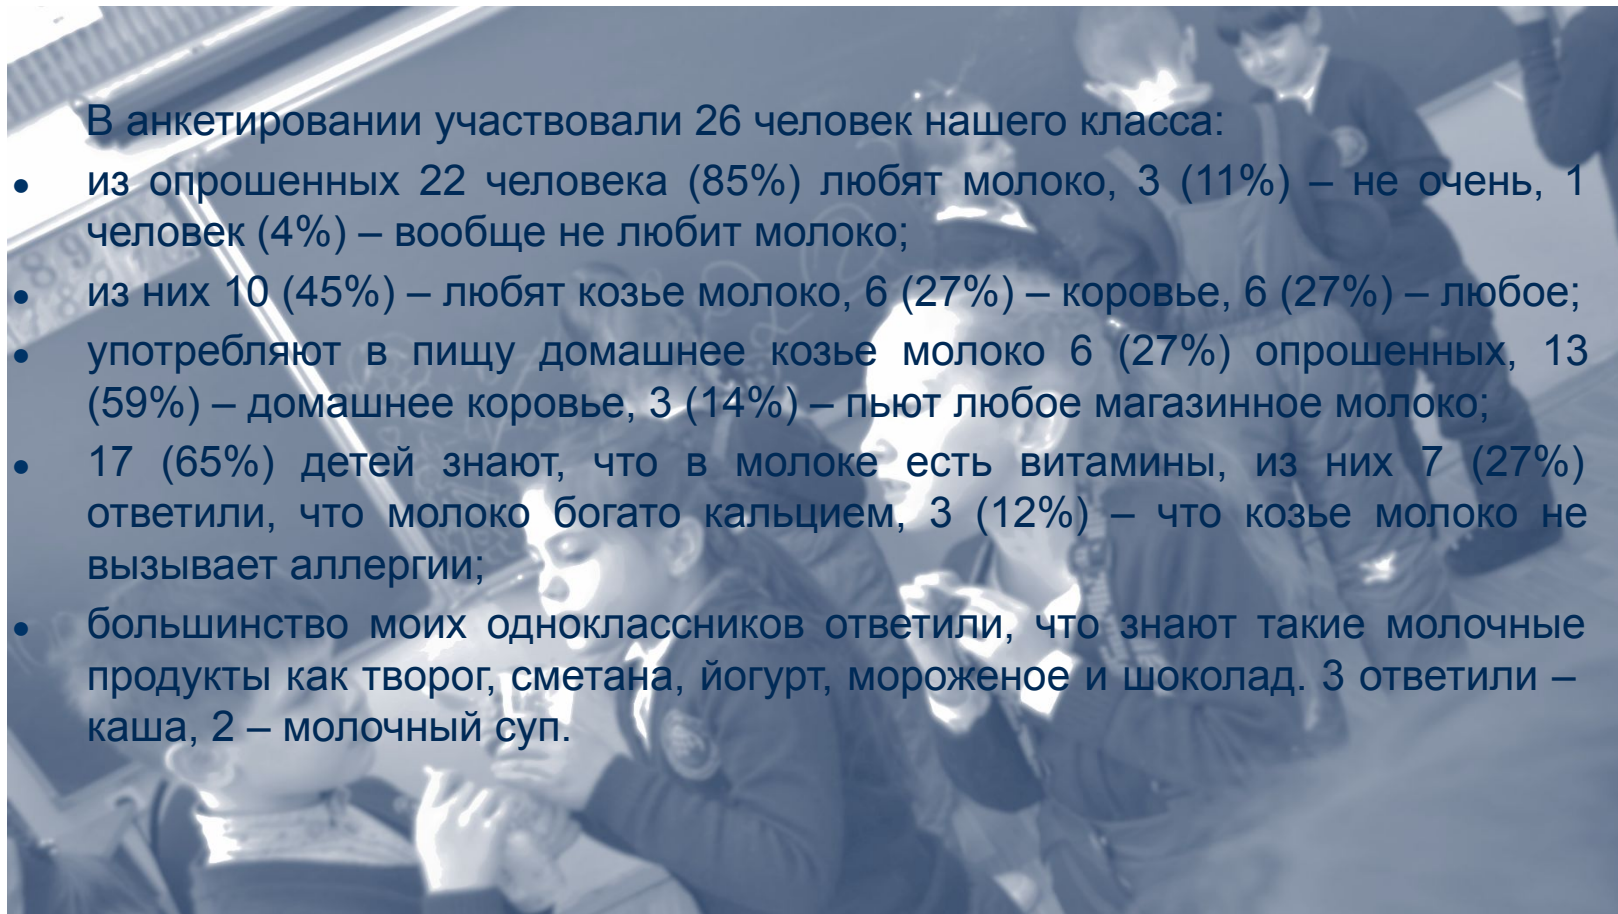 В анкетировании участвовали 26 человек нашего класса:
● из опрошенных 22 человека (85%) любят молоко, 3 (11%) – не очень, 1
человек (4%) – вообще не любит молоко;
● из них 10 (45%) – любят козье молоко, 6 (27%) – коровье, 6 (27%) – любое;
● употребляют в пищу домашнее козье молоко 6 (27%) опрошенных, 13
(59%) – домашнее коровье, 3 (14%) – пьют любое магазинное молоко;
● 17 (65%) детей знают, что в молоке есть витамины, из них 7 (27%)
ответили, что молоко богато кальцием, 3 (12%) – что козье молоко не
вызывает аллергии;
● большинство моих одноклассников ответили, что знают такие молочные
продукты как творог, сметана, йогурт, мороженое и шоколад. 3 ответили –
каша, 2 – молочный суп.